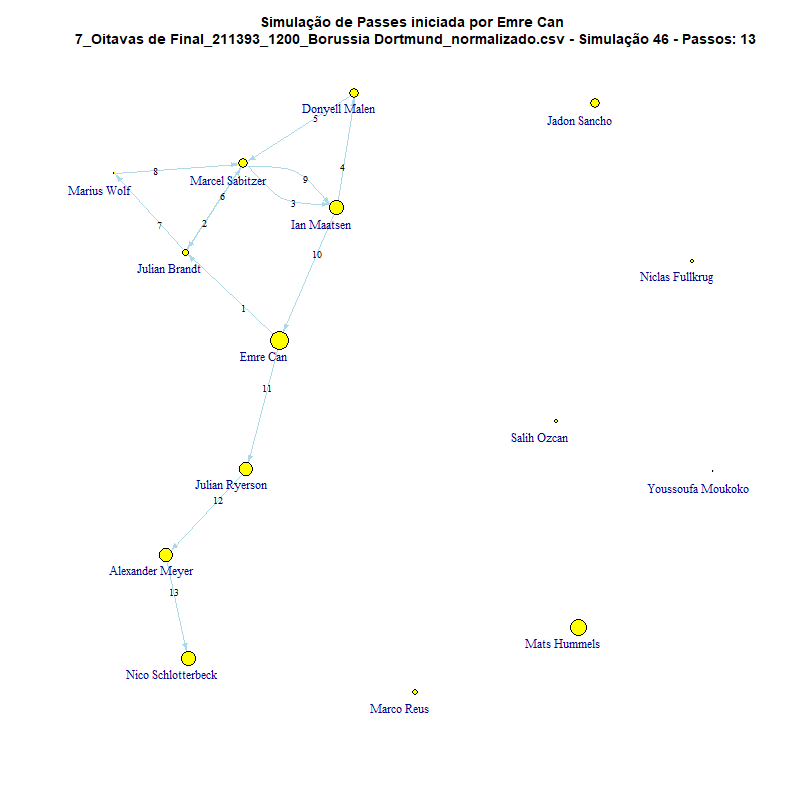 Simulação de Passes iniciada por Emre Can
7_Oitavas de Final_211393_1200_Borussia Dortmund_normalizado.csv - Simulação 46 - Passos: 13
Donyell Malen
Jadon Sancho
5
4
8
9
Marcel Sabitzer
Marius Wolf
6
3
7
2
Ian Maatsen
10
Julian Brandt
Niclas Fullkrug
1
Emre Can
11
Salih Ozcan
Julian Ryerson
Youssoufa Moukoko
12
Alexander Meyer
13
Mats Hummels
Nico Schlotterbeck
Marco Reus